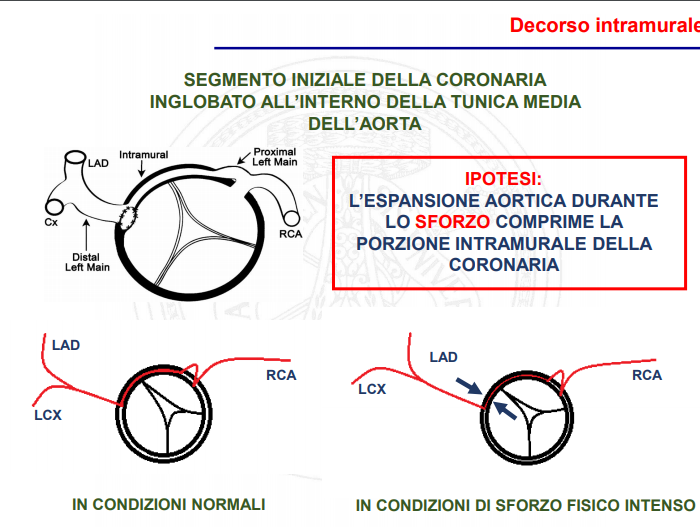 Decorso intramurale
SEGMENTO INIZIALE DELLA CORONARIA
INGLOBATO ALL'INTERNO DELLA TUNICA MEDIA
DELL'AORTA
LAD
Intramural
Proximal
Left Main
Cx
RCA
Distal
Left Main
IPOTESI:
L'ESPANSIONE AORTICA DURANTE
LO SFORZO COMPRIME LA
PORZIONE INTRAMURALE DELLA
CORONARIA
LAD
RCA
LCX
LAD
RCA
LCX
IN CONDIZIONI NORMALI
IN CONDIZIONI DI SFORZO FISICO INTENSO